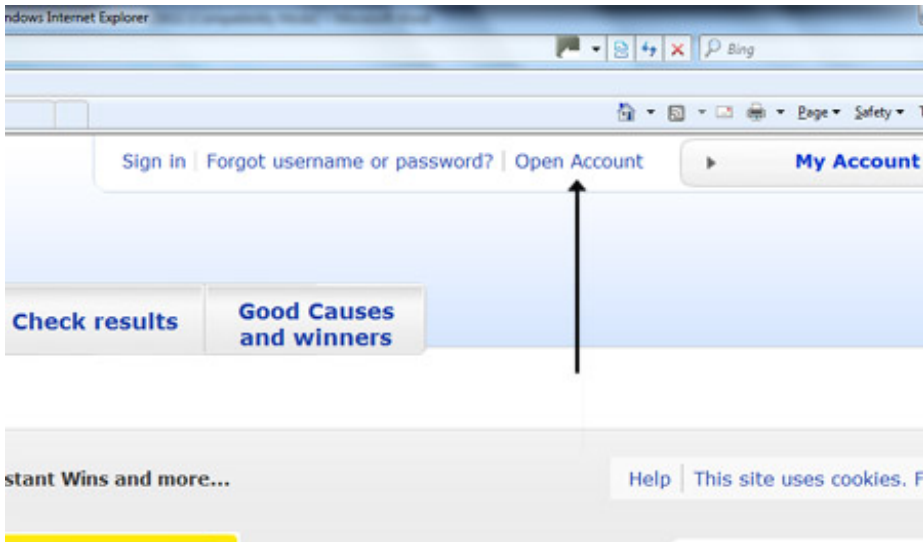 ndows Internet Explorer
Bing
Page Safety
Sign in Forgot username or password? Open Account My Account
Check results
Good Causes
and winners
stant Wins and more...
Help This site uses cookies. F